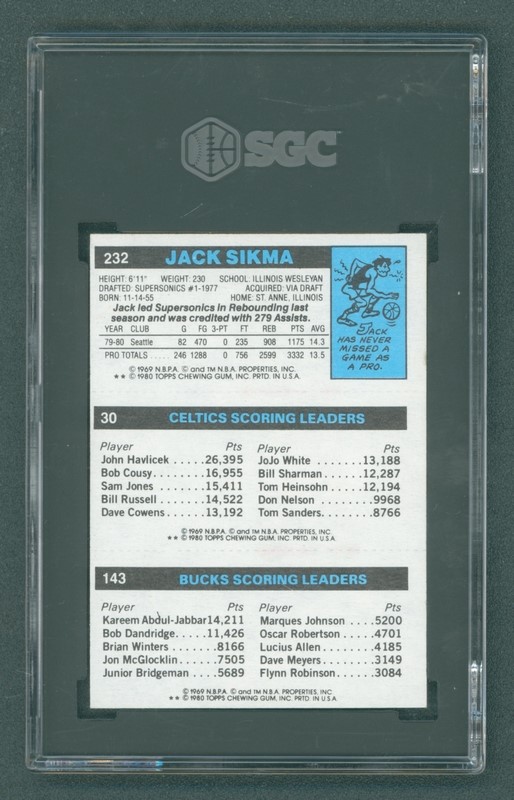 SGC
232 JACK SIKMA
HEIGHT: 6'11" WEIGHT: 230 SCHOOL: ILLINOIS WESLEYAN
DRAFTED: SUPERSONICS #1-1977 ACQUIRED: VIA DRAFT
BORN: 11-14-55 HOME: ST. ANNE, ILLINOIS
Jack led Supersonics in Rebounding last
season and was credited with 279 Assists.
YEAR CLUB G FG 3-PT FT REB PTS AVG
79-80 Seattle 82 470 0 235 908 1175 14.3
PRO TOTALS ..... 246 1288 0 756 2599 3332 13.5
© 1969 N.B.P.A. © and TM N.B.A. PROPERTIES, INC.
** © 1980 TOPPS CHEWING GUM, INC. PRTD. IN U.S.A.
JACK
HAS NEVER
MISSED A
GAME AS
A PRO.
30 CELTICS SCORING LEADERS
Player Pts Player Pts
John Havlicek ......26,395 JoJo White .......13,188
Bob Cousy.......16,955 Bill Sharman .......12,287
Sam Jones .......15,411 Tom Heinsohn ....12,194
Bill Russell .......14,522 Don Nelson .......9968
Dave Cowens .....13,192 Tom Sanders.......8766
© 1969 N.B.P.A. © and TM N.B.A. PROPERTIES, INC.
** © 1980 TOPPS CHEWING GUM, INC. PRTD. IN U.S.A.
143 BUCKS SCORING LEADERS
Player Pts Player Pts
Kareem Abdul-Jabbar14,211 Marques Johnson ....5200
Bob Dandridge.....11,426 Oscar Robertson ....4701
Brian Winters .......8166 Lucius Allen .......4185
Jon McGlocklin .....7505 Dave Meyers .......3149
Junior Bridgeman ....5689 Flynn Robinson.....3084
© 1969 N.B.P.A. © and TM N.B.A. PROPERTIES, INC.
** © 1980 TOPPS CHEWING GUM, INC. PRTD. IN U.S.A.